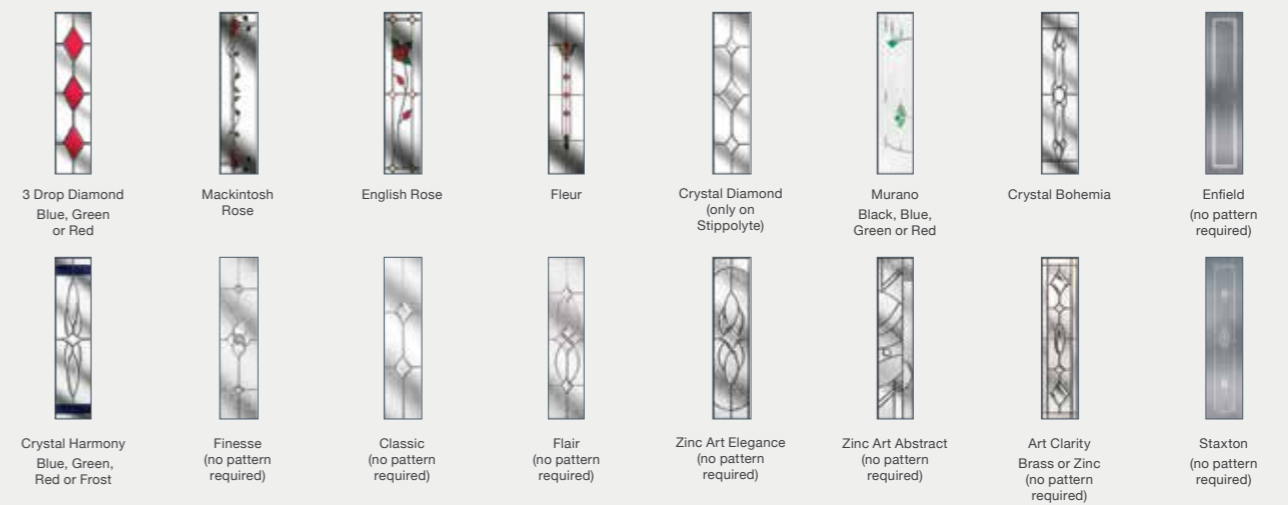 3 Drop Diamond
Blue, Green
or Red
Mackintosh
Rose
English Rose
Fleur
Crystal Diamond
(only on
Stippolyte)
Murano
Black, Blue,
Green or Red
Crystal Bohemia
Enfield
(no pattern
required)
Crystal Harmony
Blue, Green,
Red or Frost
Finesse
(no pattern
required)
Classic
(no pattern
required)
Flair
(no pattern
required)
Zinc Art Elegance
(no pattern
required)
Zinc Art Abstract
(no pattern
required)
Art Clarity
Brass or Zinc
(no pattern
required)
Staxton
(no pattern
required)